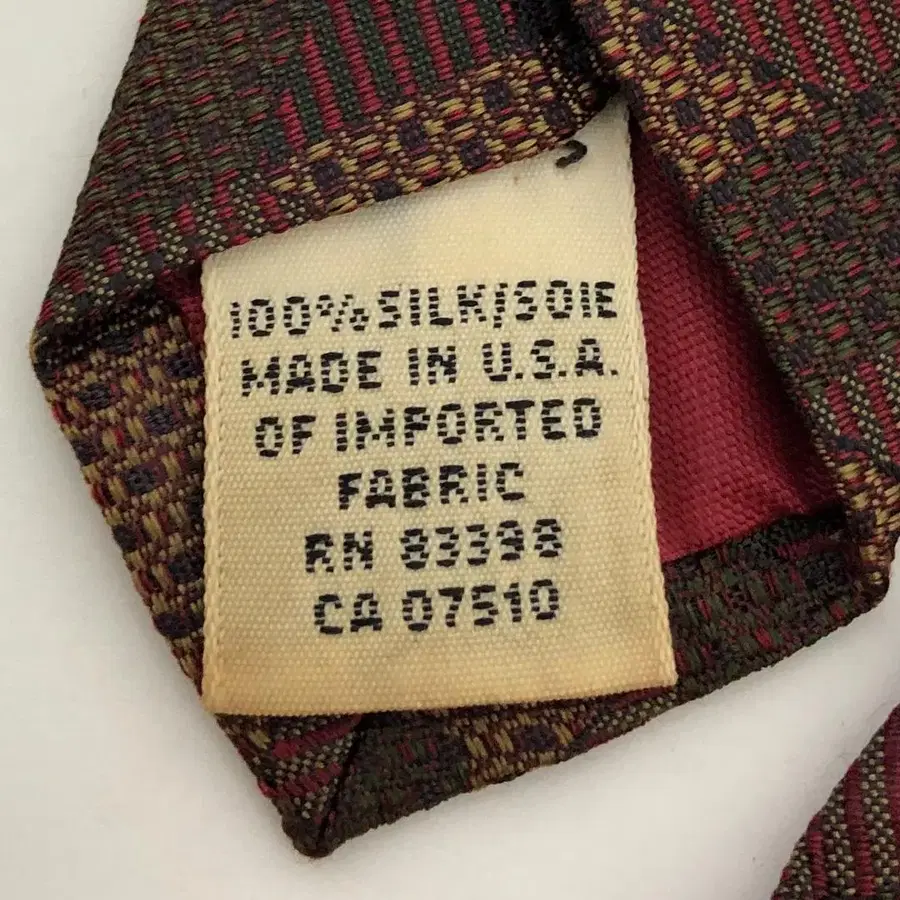 100% SILK/SOIE
MADE IN U.S.A.
OF IMPORTED
FABRIC
RN 83398
CA 07510